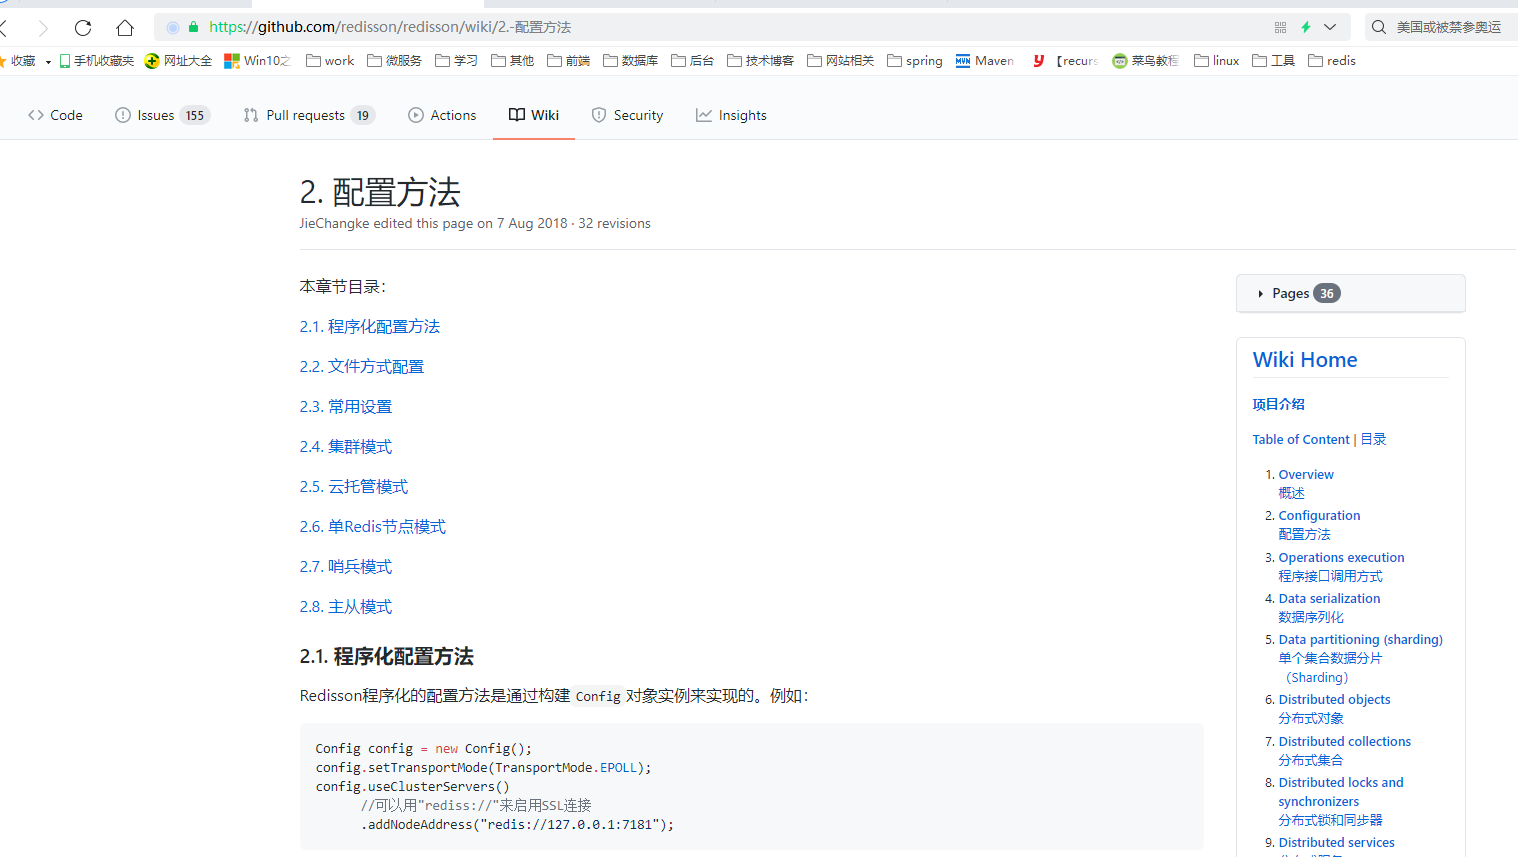 https://github.com/redisson/redisson/wiki/2.-配置方法
美国或被禁参奥运
收藏 手机收藏夹 网址大全 Win10之 work 微服务 学习 其他 前端 数据库 后台 技术博客 网站相关 spring Maven 【recurs 菜鸟教程 linux 工具 redis
Code Issues 155 Pull requests 19 Actions Wiki Security Insights
2. 配置方法
JieChangke edited this page on 7 Aug 2018 · 32 revisions
本章节目录：
2.1. 程序化配置方法
2.2. 文件方式配置
2.3. 常用设置
2.4. 集群模式
2.5. 云托管模式
2.6. 单Redis节点模式
2.7. 哨兵模式
2.8. 主从模式
2.1. 程序化配置方法
Redisson程序化的配置方法是通过构建Config对象实例来实现的。例如：
Config config = new Config();
config.setTransportMode(TransportMode.EPOLL);
config.useClusterServers()
//可以用"rediss://"来启用SSL连接
.addNodeAddress("redis://127.0.0.1:7181");
Pages 36
Wiki Home
项目介绍
Table of Content | 目录
1. Overview
概述
2. Configuration
配置方法
3. Operations execution
程序接口调用方式
4. Data serialization
数据序列化
5. Data partitioning (sharding)
单个集合数据分片
（Sharding）
6. Distributed objects
分布式对象
7. Distributed collections
分布式集合
8. Distributed locks and
synchronizers
分布式锁和同步器
9. Distributed services